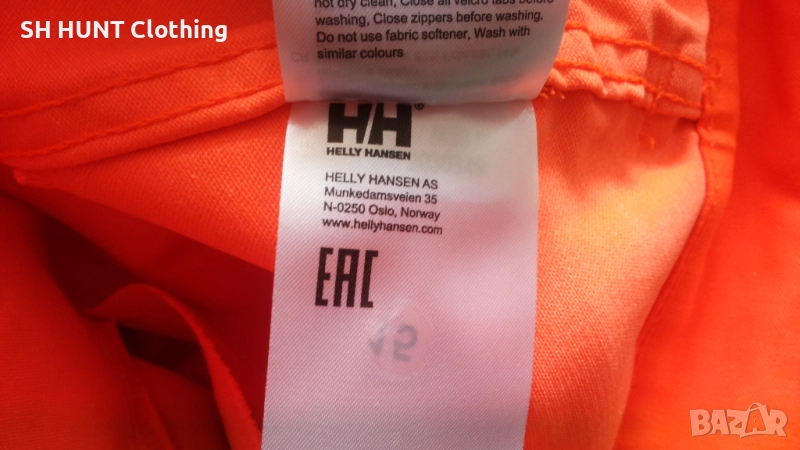 SH HUNT Clothing
not dry clean, Close all velcro tabs before
washing, Close zippers before washing,
Do not use fabric softener, Wash with
similar colours
HH®
HELLY HANSEN
HELLY HANSEN AS
Munkedamsveien 35
N-0250 Oslo, Norway
www.hellyhansen.com
EAC
BAZAR